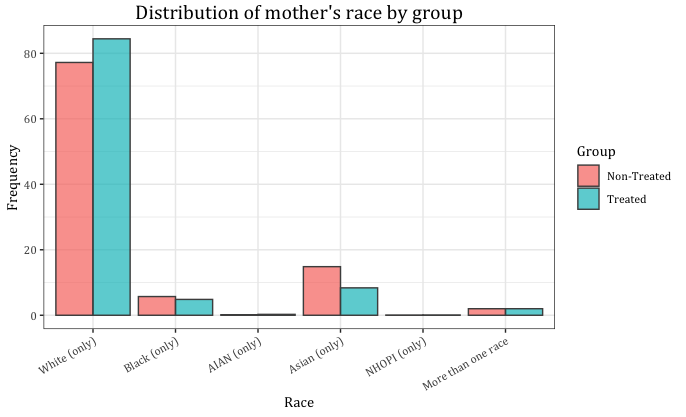 Distribution of mother's race by group
Frequency
80
60
40
20
0
White (only)
Black (only)
AIAN (only)
Asian (only)
NHOPI (only)
More than one race
Race
Group
Non-Treated
Treated